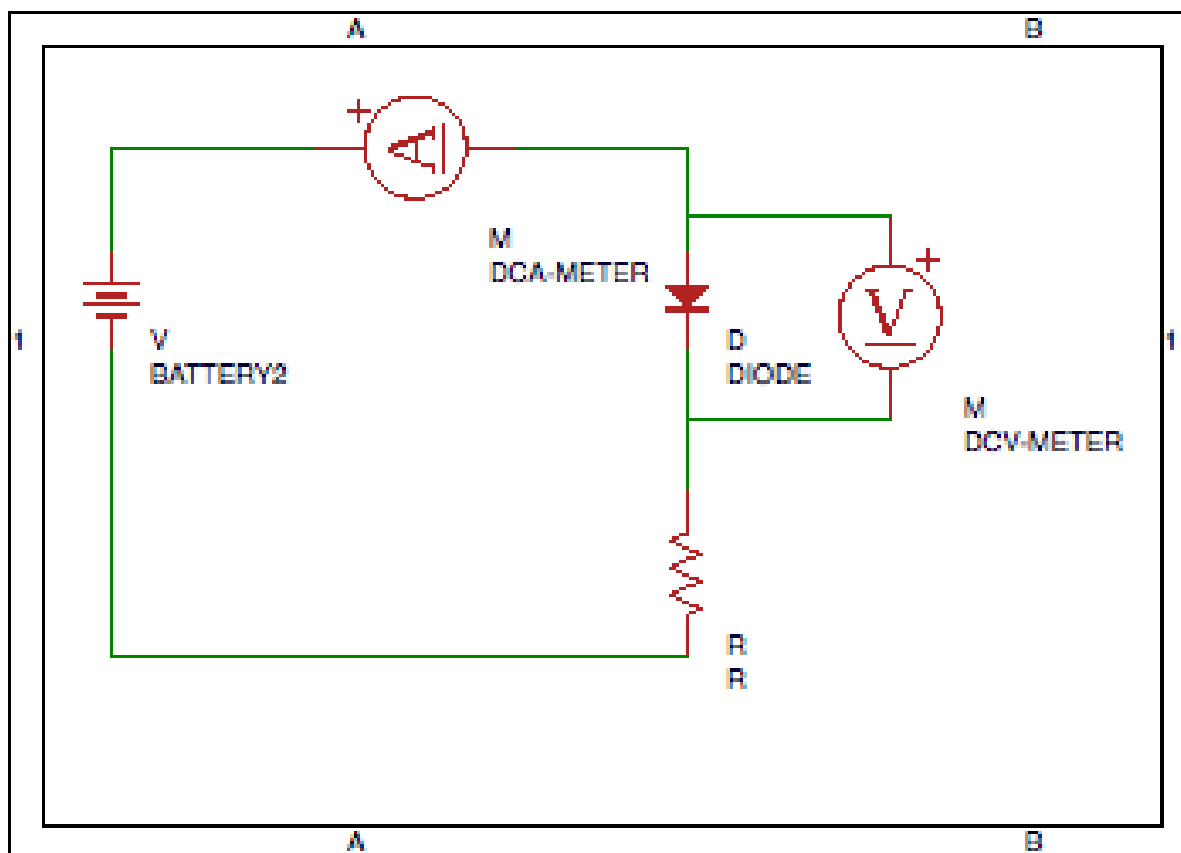 A B
+
A
M
DCA-METER
+
V
1 1
V
BATTERY2
D
DIODE
M
DCV-METER
R
R
A B